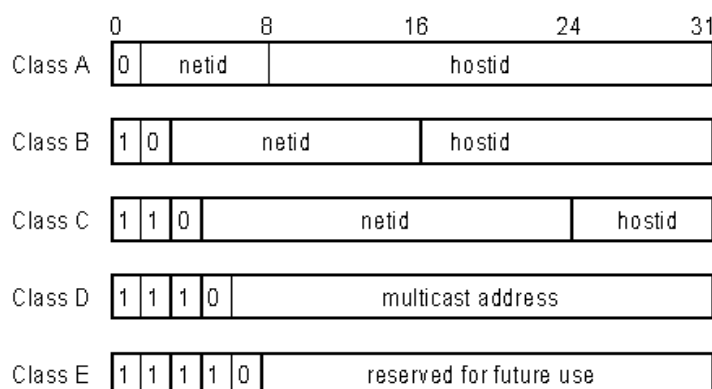 0 8 16 24 31
Class A 0 netid hostid
Class B 1 0 netid hostid
Class C 1 1 0 netid hostid
Class D 1 1 1 0 multicast address
Class E 1 1 1 1 0 reserved for future use